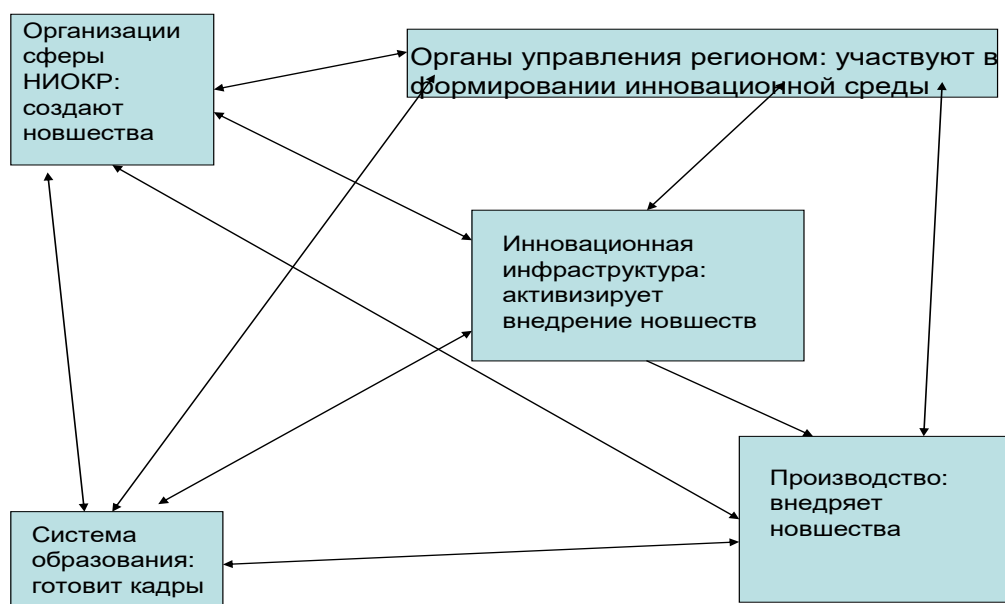 Организации
сферы
НИОКР:
создают
новшества
Органы управления регионом: участвуют в
формировании инновационной среды
Инновационная
инфраструктура:
активизирует
внедрение новшеств
Производство:
внедряет
новшества
Система
образования:
готовит кадры